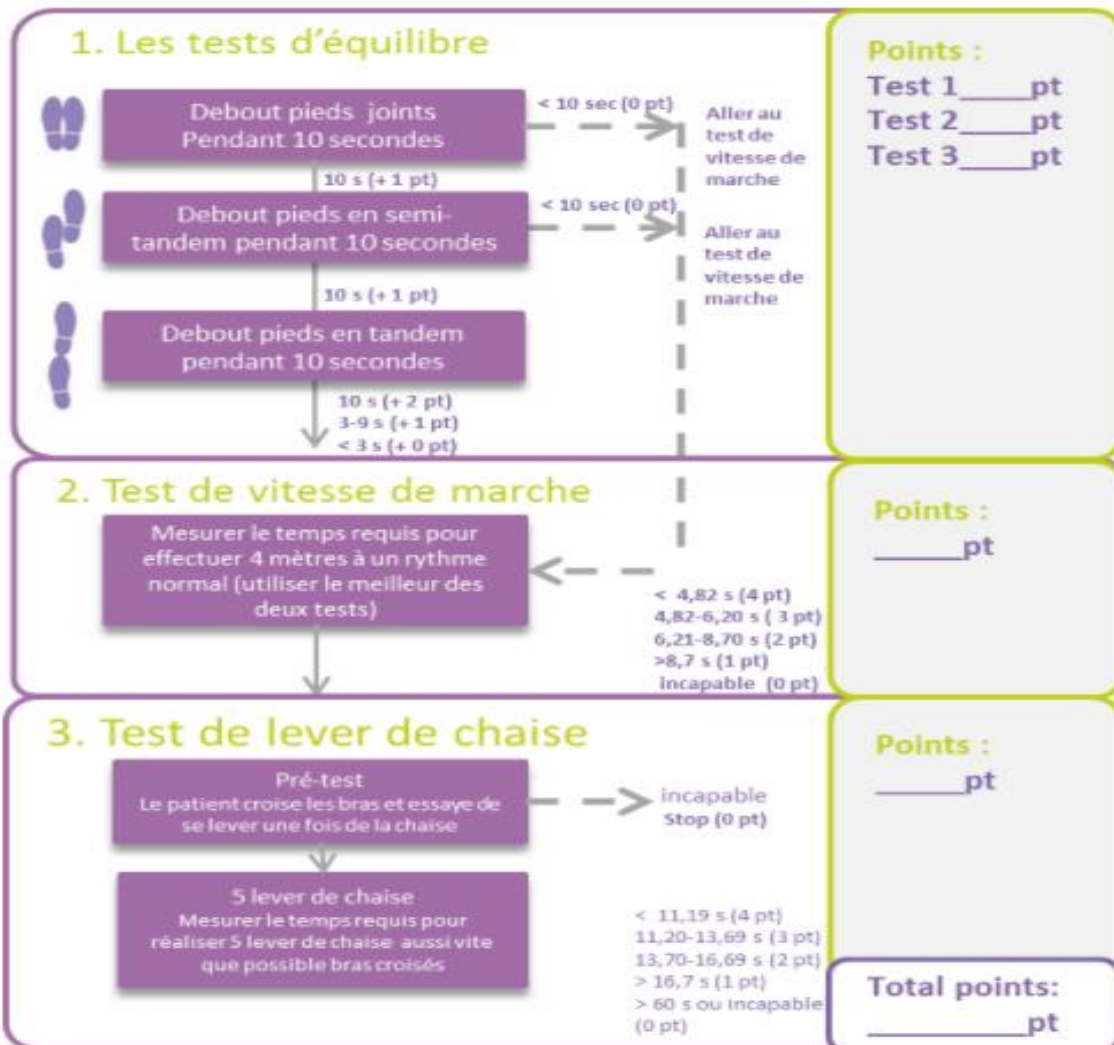 1. Les tests d'équilibre
Debout pieds joints
Pendant 10 secondes
< 10 sec (0 pt)
Aller au
test de
vitesse de
marche
10 s (+ 1 pt)
Debout pieds en semi-
tandem pendant 10 secondes
< 10 sec (0 pt)
Aller au
test de
vitesse de
marche
10 s (+ 1 pt)
Debout pieds en tandem
pendant 10 secondes
10 s (+ 2 pt)
3-9 s (+ 1 pt)
< 3 s (+ 0 pt)
Points :
Test 1____pt
Test 2____pt
Test 3____pt
2. Test de vitesse de marche
Mesurer le temps requis pour
effectuer 4 mètres à un rythme
normal (utiliser le meilleur des
deux tests)
< 4,82 s (4 pt)
4,82-6,20 s ( 3 pt)
6,21-8,70 s (2 pt)
>8,7 s (1 pt)
incapable (0 pt)
Points :
_____pt
3. Test de lever de chaise
Pré-test
Le patient croise les bras et essaye de
se lever une fois de la chaise
incapable
Stop (0 pt)
5 lever de chaise
Mesurer le temps requis pour
réaliser 5 lever de chaise aussi vite
que possible bras croisés
< 11,19 s (4 pt)
11,20-13,69 s (3 pt)
13,70-16,69 s (2 pt)
> 16,7 s (1 pt)
> 60 s ou Incapable
(0 pt)
Points :
_____pt
Total points:
__________pt